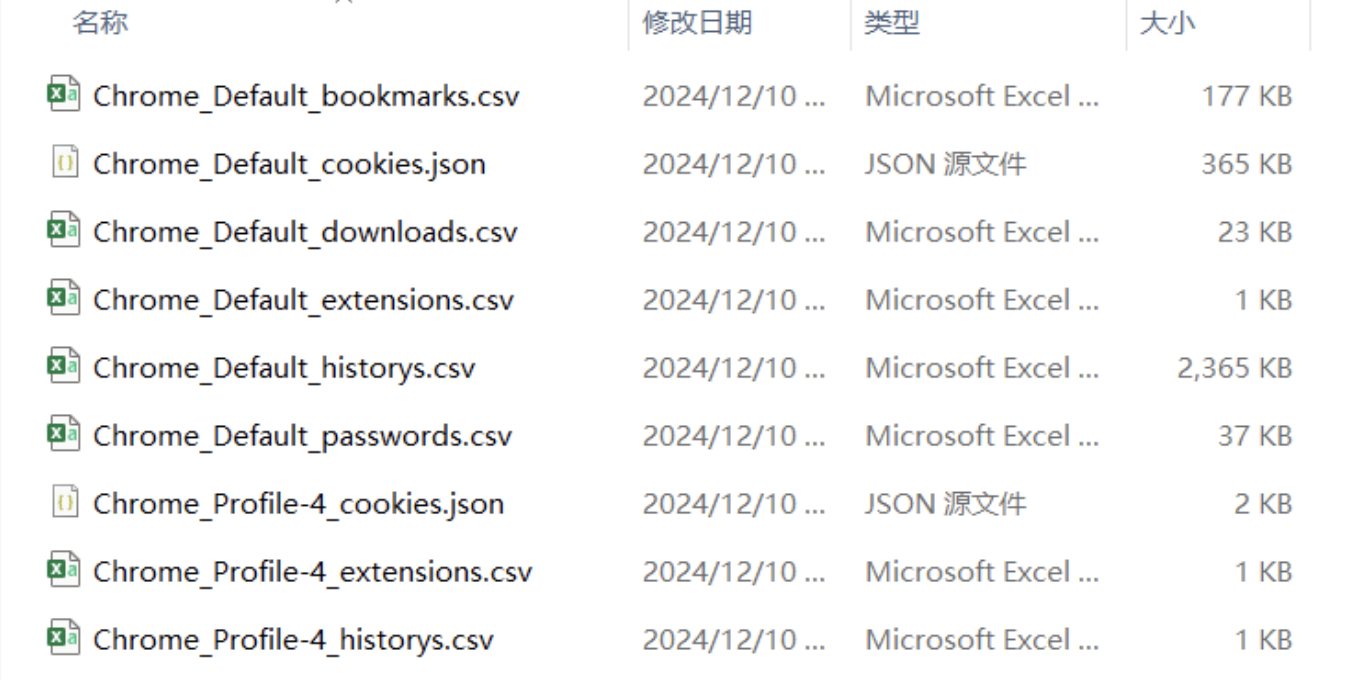 名称 修改日期 类型 大小
Chrome_Default_bookmarks.csv 2024/12/10 ... Microsoft Excel ... 177 KB
Chrome_Default_cookies.json 2024/12/10 ... JSON 源文件 365 KB
Chrome_Default_downloads.csv 2024/12/10 ... Microsoft Excel ... 23 KB
Chrome_Default_extensions.csv 2024/12/10 ... Microsoft Excel ... 1 KB
Chrome_Default_historys.csv 2024/12/10 ... Microsoft Excel ... 2,365 KB
Chrome_Default_passwords.csv 2024/12/10 ... Microsoft Excel ... 37 KB
Chrome_Profile-4_cookies.json 2024/12/10 ... JSON 源文件 2 KB
Chrome_Profile-4_extensions.csv 2024/12/10 ... Microsoft Excel ... 1 KB
Chrome_Profile-4_historys.csv 2024/12/10 ... Microsoft Excel ... 1 KB